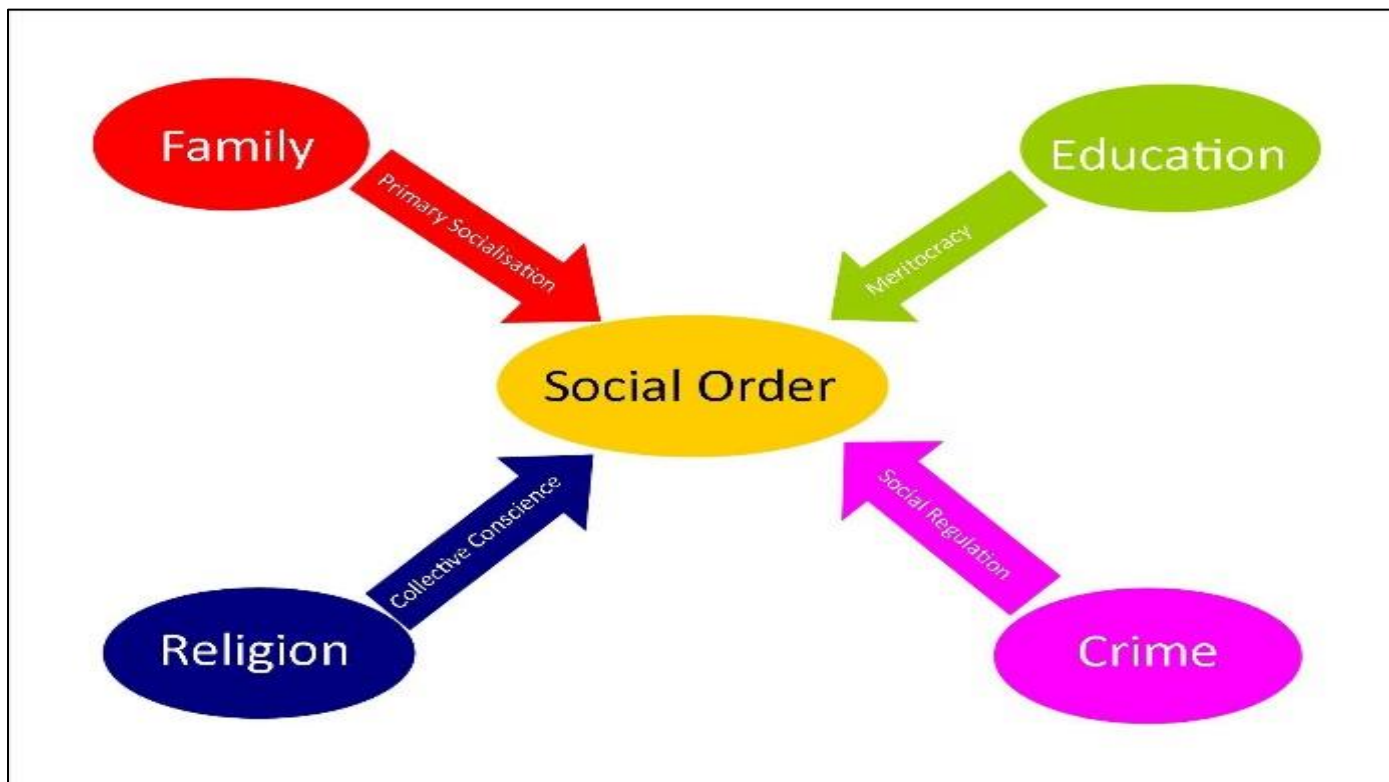 Family
Education
Primary Socialisation
Meritocracy
Social Order
Collective Conscience
Social Regulation
Religion
Crime